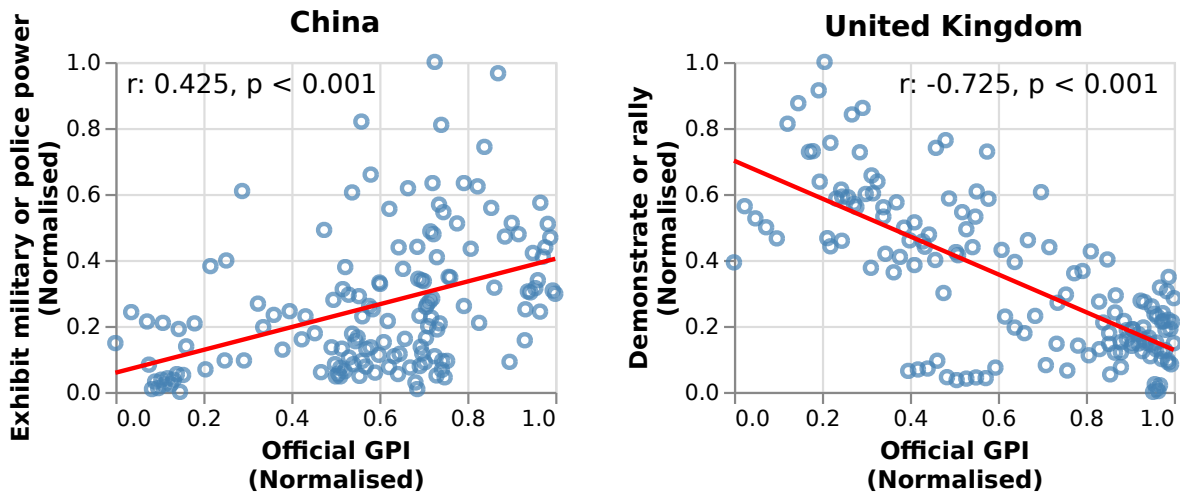 China
r: 0.425, p < 0.001
Exhibit military or police power
(Normalised)
1.0
0.8
0.6
0.4
0.2
0.0
0.0 0.2 0.4 0.6 0.8 1.0
Official GPI
(Normalised)
United Kingdom
r: -0.725, p < 0.001
Demonstrate or rally
(Normalised)
1.0
0.8
0.6
0.4
0.2
0.0
0.0 0.2 0.4 0.6 0.8 1.0
Official GPI
(Normalised)